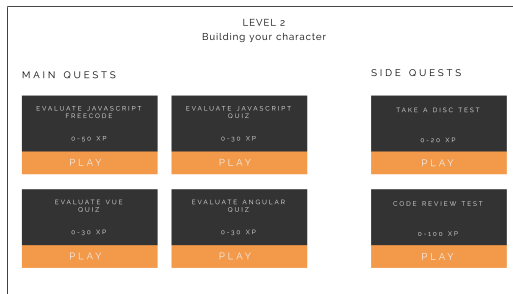 LEVEL 2
Building your character
MAIN QUESTS
EVALUATE JAVASCRIPT
FREECODE
0-50 XP
PLAY
EVALUATE JAVASCRIPT
QUIZ
0-30 XP
PLAY
EVALUATE VUE
QUIZ
0-30 XP
PLAY
EVALUATE ANGULAR
QUIZ
0-30 XP
PLAY
SIDE QUESTS
TAKE A DISC TEST
0-20 XP
PLAY
CODE REVIEW TEST
0-100 XP
PLAY